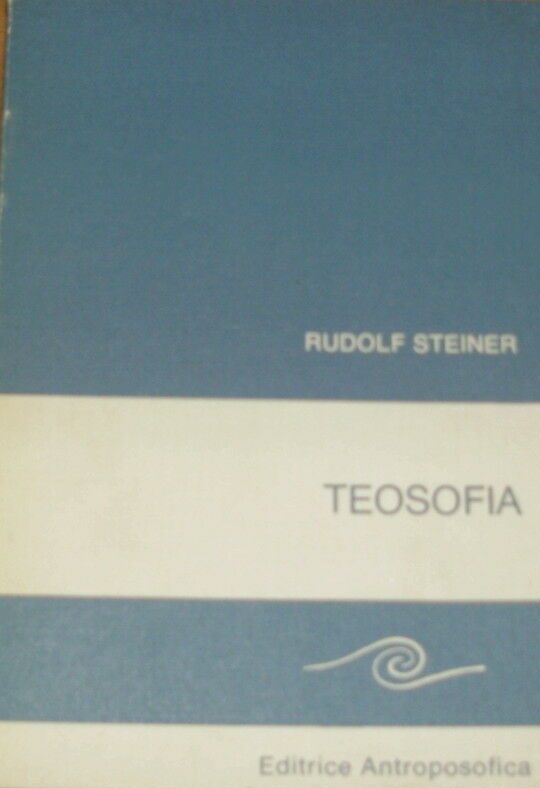 RUDOLF STEINER
TEOSOFIA
Editrice Antroposofica